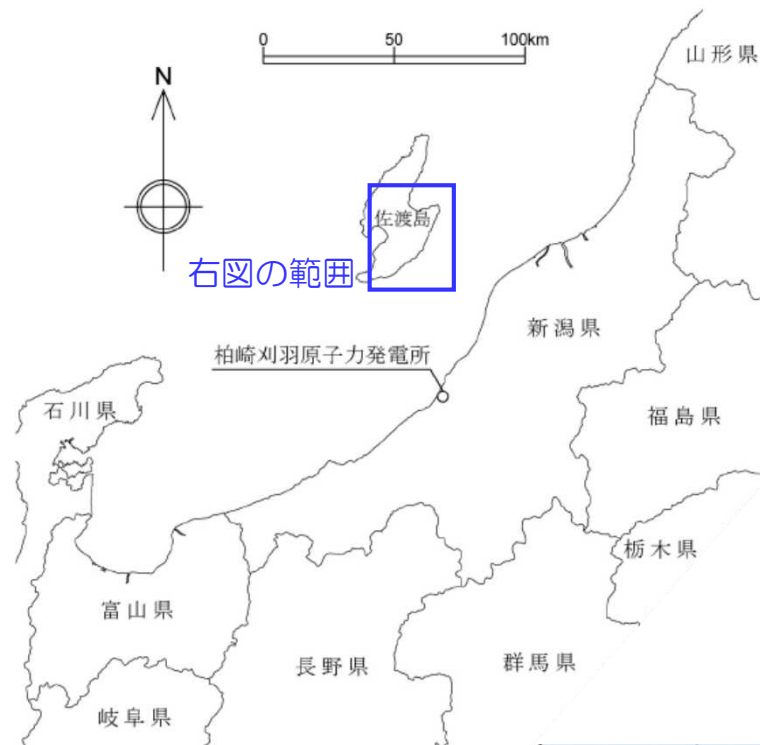 0 50 100km
山形県
N
佐渡島
右図の範囲
新潟県
柏崎刈羽原子力発電所
石川県
福島県
栃木県
富山県
長野県
群馬県
岐阜県